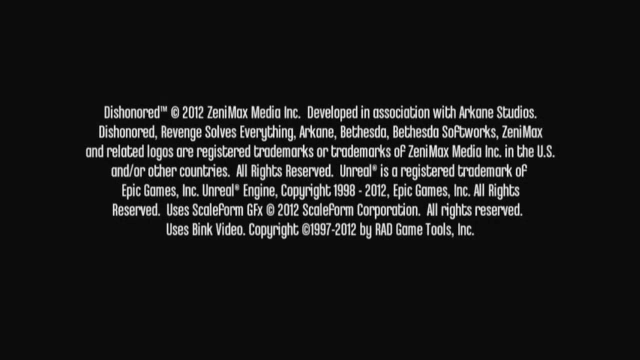 Dishonored™ © 2012 ZeniMax Media Inc. Developed in association with Arkane Studios.
Dishonored, Revenge Solves Everything, Arkane, Bethesda, Bethesda Softworks, ZeniMax
and related logos are registered trademarks or trademarks of ZeniMax Media Inc. in the U.S.
and/or other countries. All Rights Reserved. Unreal® is a registered trademark of
Epic Games, Inc. Unreal® Engine, Copyright 1998 - 2012, Epic Games, Inc. All Rights
Reserved. Uses Scaleform GFx © 2012 Scaleform Corporation. All rights reserved.
Uses Bink Video. Copyright ©1997-2012 by RAD Game Tools, Inc.